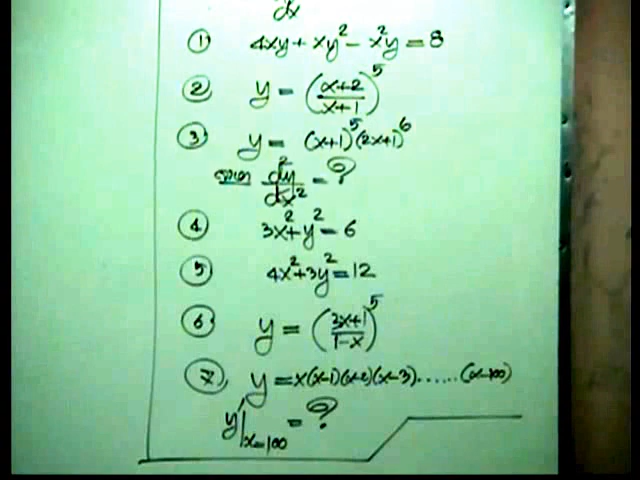 dx
① 4xy + xy² − x²y = 8
② y = ((x+2)/(x+1))⁵
③ y = (x+1)⁵(2x+1)⁶
d²y/dx² = ?
④ 3x² + y² = 6
⑤ 4x² + 3y² = 12
⑥ y = ((3x+1)/(1−x))⁵
⑦ y = x(x−1)(x−2)(x−3)......(x−100)
y'|x=100 = ?